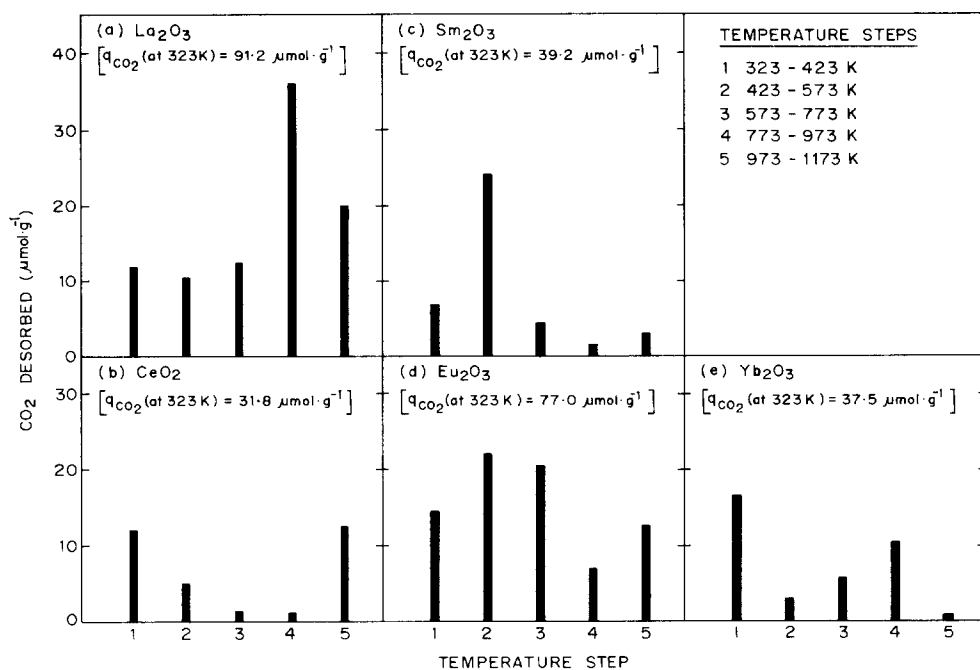 (a) La₂O₃
[qCO₂ (at 323K) = 91·2 μmol·g⁻¹]
(c) Sm₂O₃
[qCO₂ (at 323K) = 39·2 μmol·g⁻¹]
TEMPERATURE STEPS
1 323 - 423 K
2 423 - 573 K
3 573 - 773 K
4 773 - 973 K
5 973 - 1173 K
40
30
20
10
0
CO₂ DESORBED (μmol·g⁻¹)
(b) CeO₂
[qCO₂ (at 323K) = 31·8 μmol·g⁻¹]
(d) Eu₂O₃
[qCO₂ (at 323K) = 77·0 μmol·g⁻¹]
(e) Yb₂O₃
[qCO₂ (at 323K) = 37·5 μmol·g⁻¹]
30
20
10
0
1 2 3 4 5 1 2 3 4 5 1 2 3 4 5
TEMPERATURE STEP